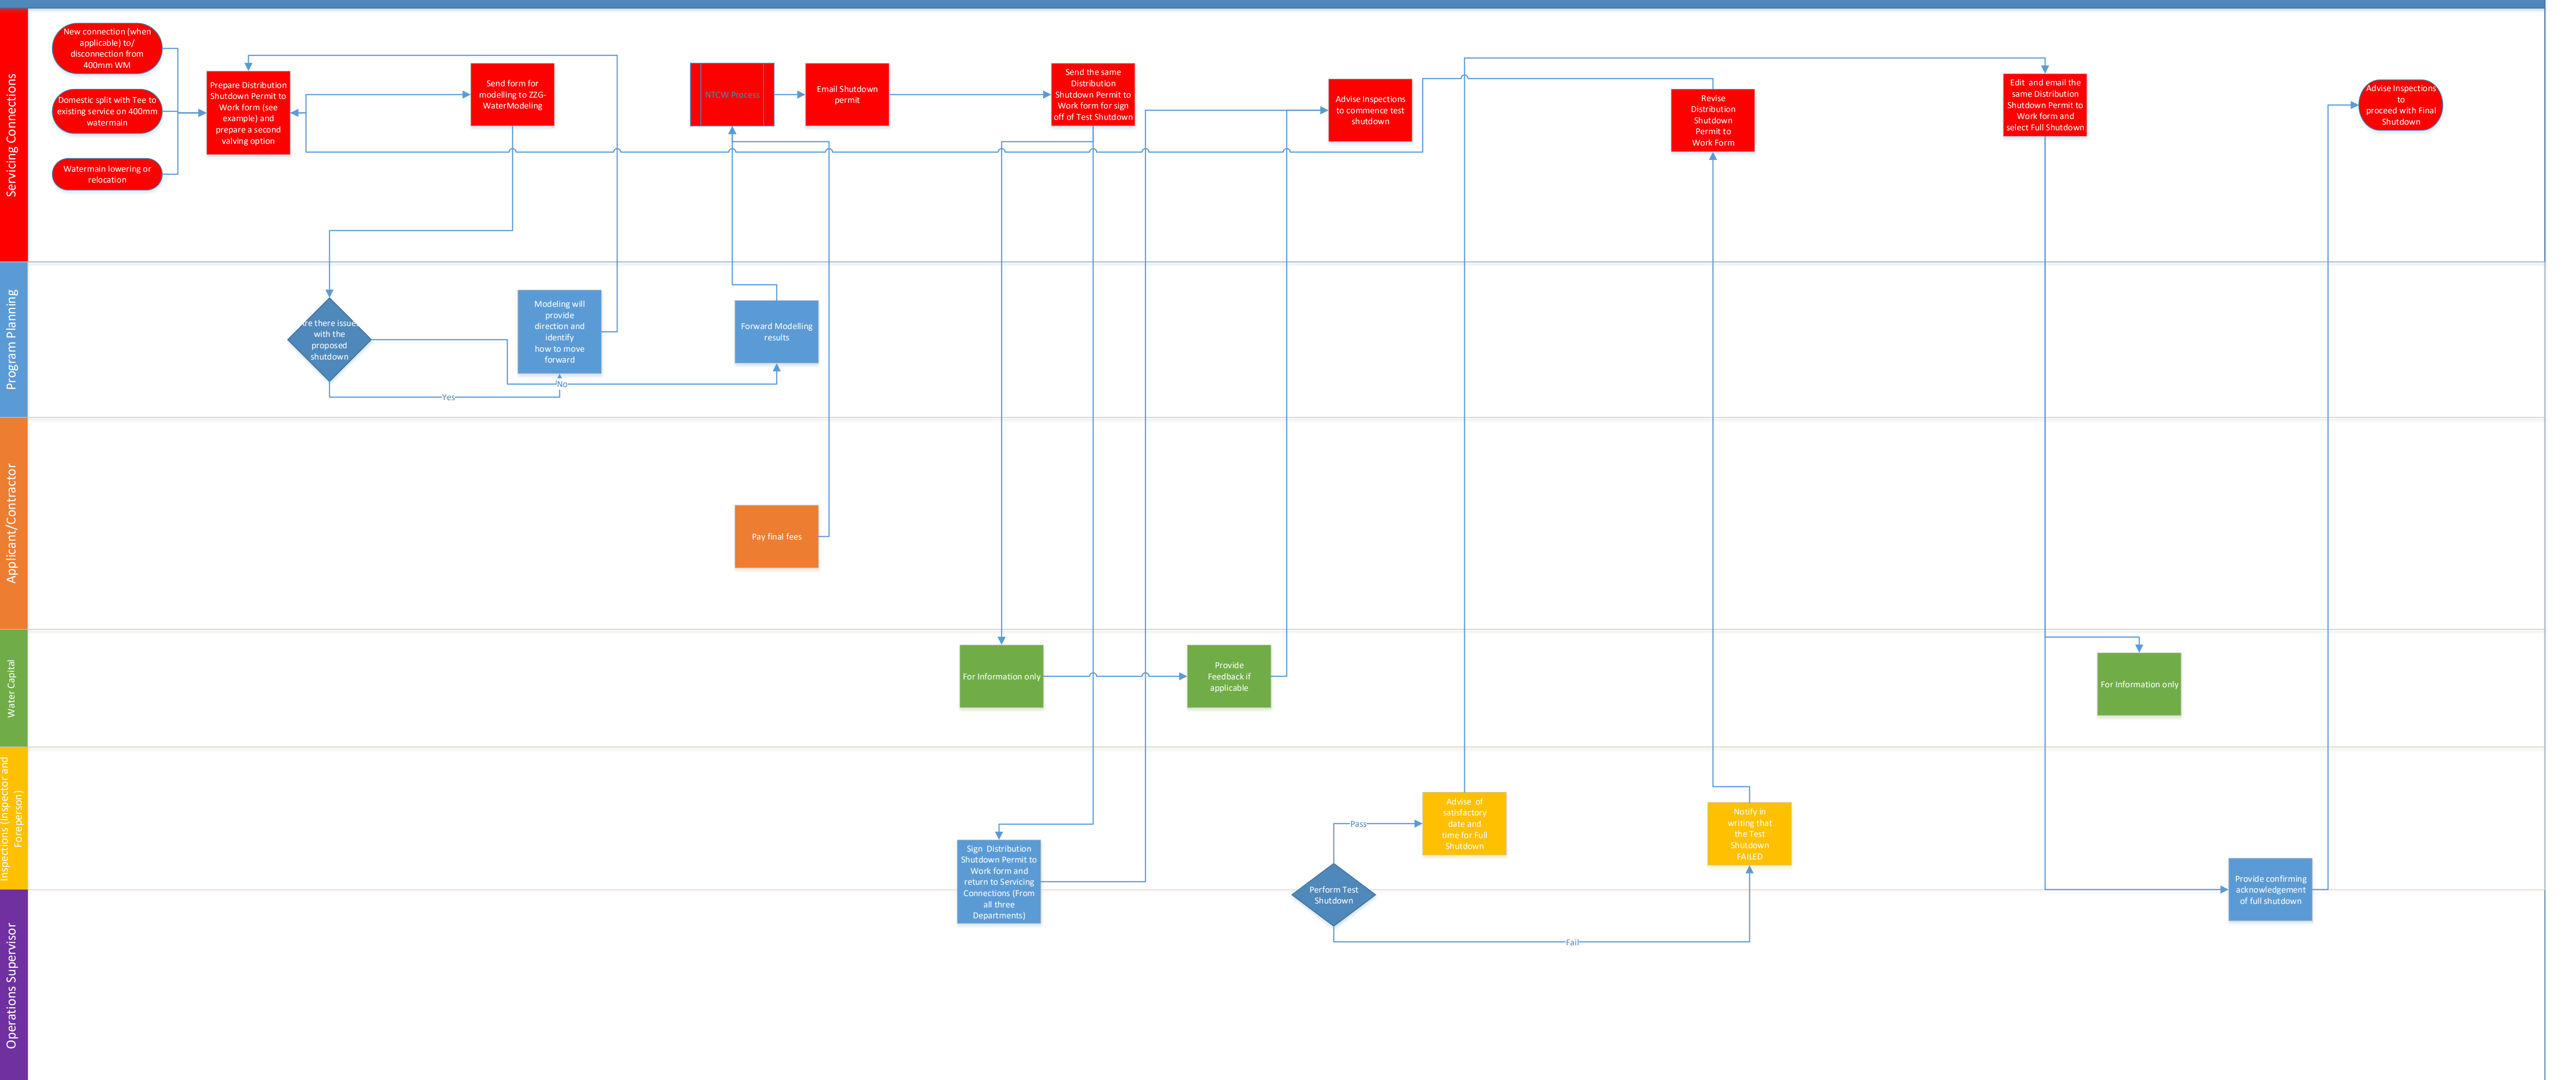 Servicing Connections
New connection (when
applicable) to/
disconnection from
400mm WM
Domestic split with Tee to
existing service on 400mm
watermain
Watermain lowering or
relocation
Prepare Distribution
Shutdown Permit to
Work form (see
example) and
prepare a second
valving option
Send form for
modelling to ZZG-
WaterModeling
NTCW Process
Email Shutdown
permit
Send the same
Distribution
Shutdown Permit to
Work form for sign
off of Test Shutdown
Advise Inspections
to commence test
shutdown
Revise
Distribution
Shutdown
Permit to
Work Form
Edit and email the
same Distribution
Shutdown Permit to
Work form and
select Full Shutdown
Advise Inspections
to
proceed with Final
Shutdown
Program Planning
re there issue
with the
proposed
shutdown
Modeling will
provide
direction and
identify
how to move
forward
Forward Modelling
results
No
Yes
Applicant/Contractor
Pay final fees
Water Capital
For Information only
Provide
Feedback if
applicable
For Information only
Inspections (Inspector and
Foreperson)
Sign Distribution
Shutdown Permit to
Work form and
return to Servicing
Connections (From
all three
Departments)
Perform Test
Shutdown
Pass
Advise of
satisfactory
date and
time for Full
Shutdown
Notify in
writing that
the Test
Shutdown
FAILED
Fail
Provide confirming
acknowledgement
of full shutdown
Operations Supervisor